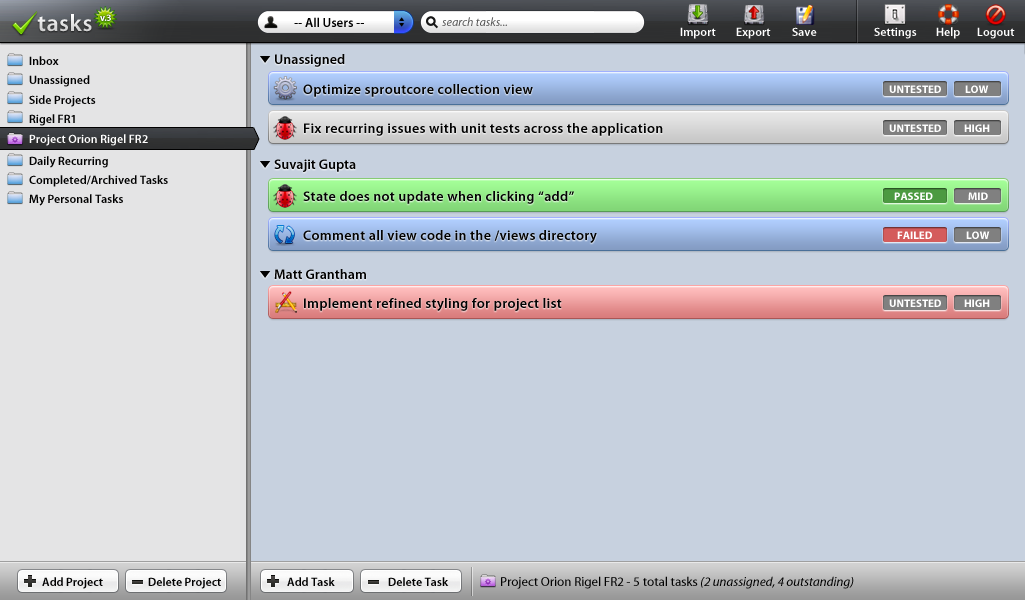 tasks v.3
-- All Users --
search tasks...
Import
Export
Save
Settings
Help
Logout
Inbox
Unassigned
Side Projects
Rigel FR1
Project Orion Rigel FR2
Daily Recurring
Completed/Archived Tasks
My Personal Tasks
Unassigned
Optimize sproutcore collection view UNTESTED LOW
Fix recurring issues with unit tests across the application UNTESTED HIGH
Suvajit Gupta
State does not update when clicking “add” PASSED MID
Comment all view code in the /views directory FAILED LOW
Matt Grantham
Implement refined styling for project list UNTESTED HIGH
Add Project
Delete Project
Add Task
Delete Task
Project Orion Rigel FR2 - 5 total tasks (2 unassigned, 4 outstanding)